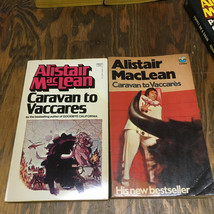 Alistair
MacLean
Caravan to
Vaccares
by the bestselling author of GOODBYE CALIFORNIA
Alistair
MacLean
Caravan to Vaccares
His new bestseller